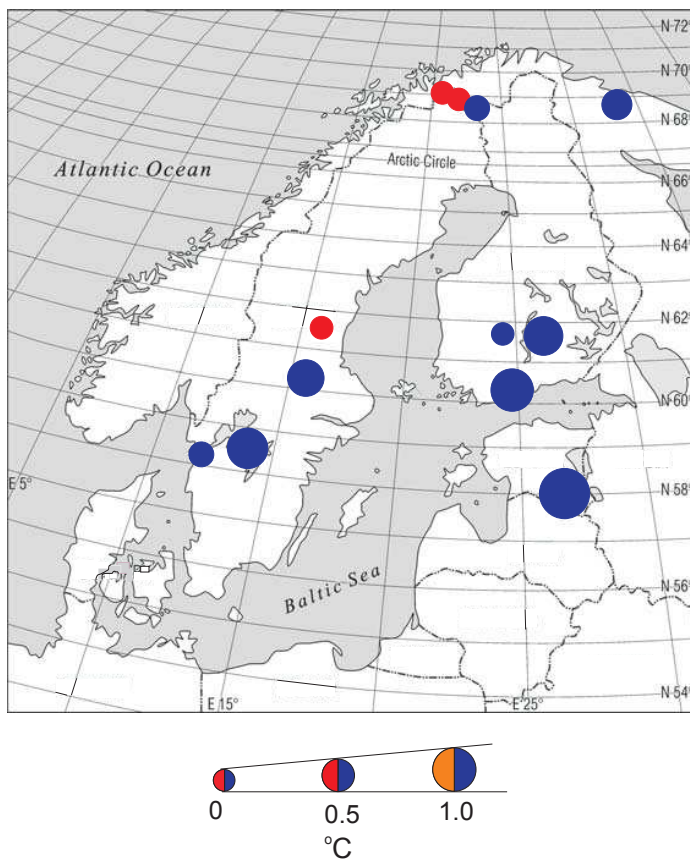 N 72°
N 70°
N 68°
Arctic Circle
Atlantic Ocean
N 66°
N 64°
N 62°
N 60°
E 5°
N 58°
Baltic Sea
N 56°
E 15°
E 25°
N 54°
0
0.5
1.0
°C